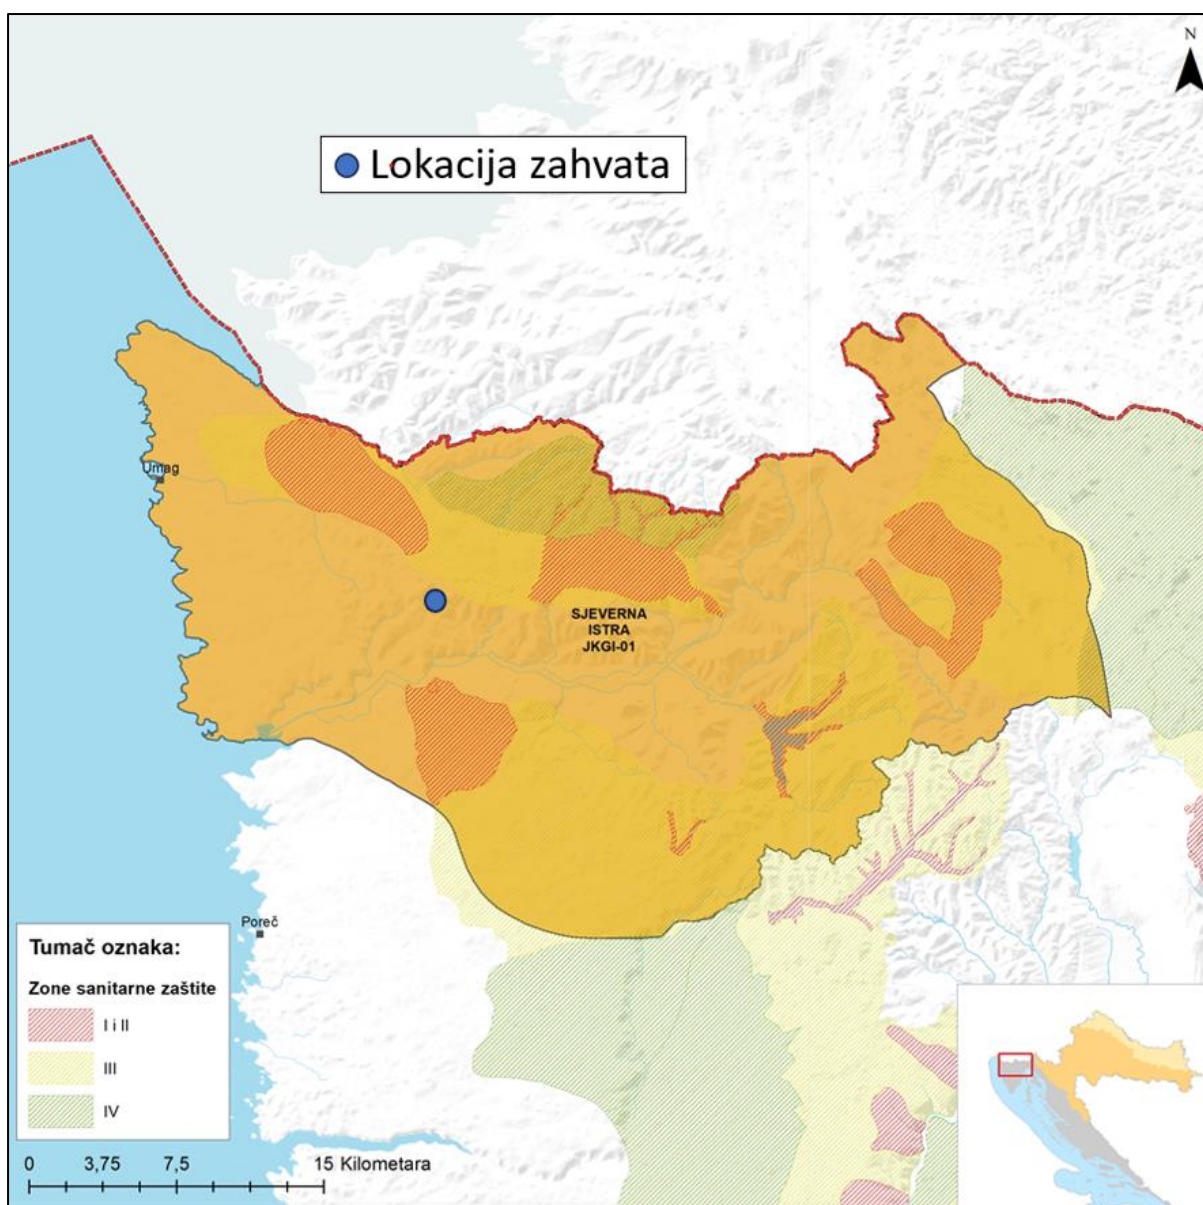 N
Lokacija zahvata
Umag
SJEVERNA
ISTRA
JKGI-01
Poreč
Tumač oznaka:
Zone sanitarne zaštite
I i II
III
IV
0 3,75 7,5 15 Kilometara